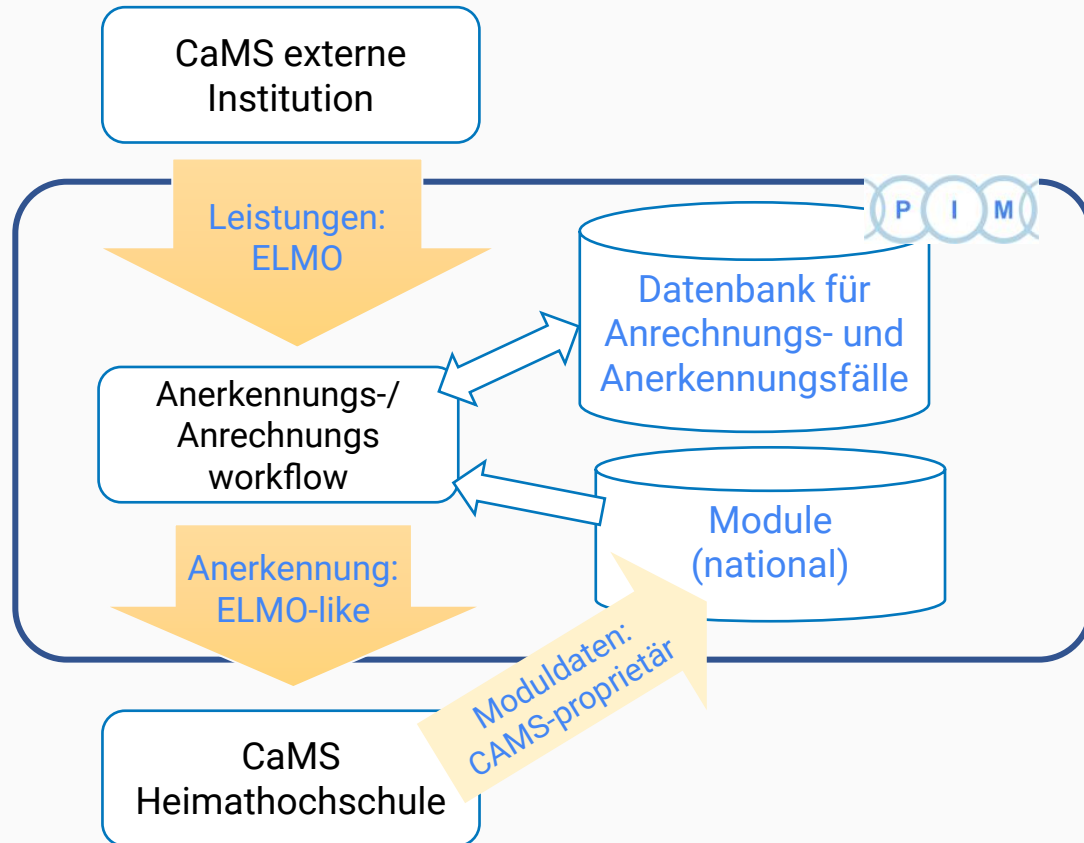 CaMS externe
Institution
Leistungen:
ELMO
P I M
Datenbank für
Anrechnungs- und
Anerkennungsfälle
Anerkennungs-/
Anrechnungs
workflow
Module
(national)
Anerkennung:
ELMO-like
Moduldaten:
CAMS-proprietär
CaMS
Heimathochschule